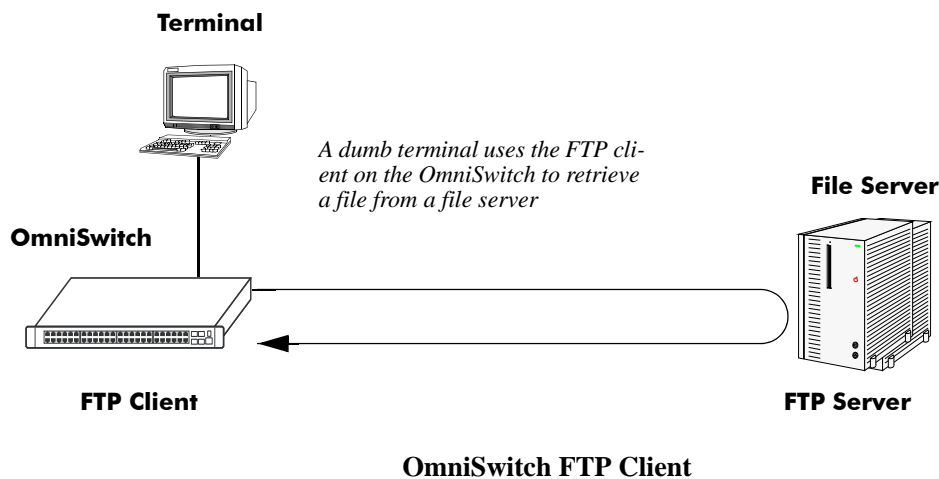 Terminal
A dumb terminal uses the FTP cli-
ent on the OmniSwitch to retrieve
a file from a file server
File Server
OmniSwitch
FTP Client
FTP Server
OmniSwitch FTP Client